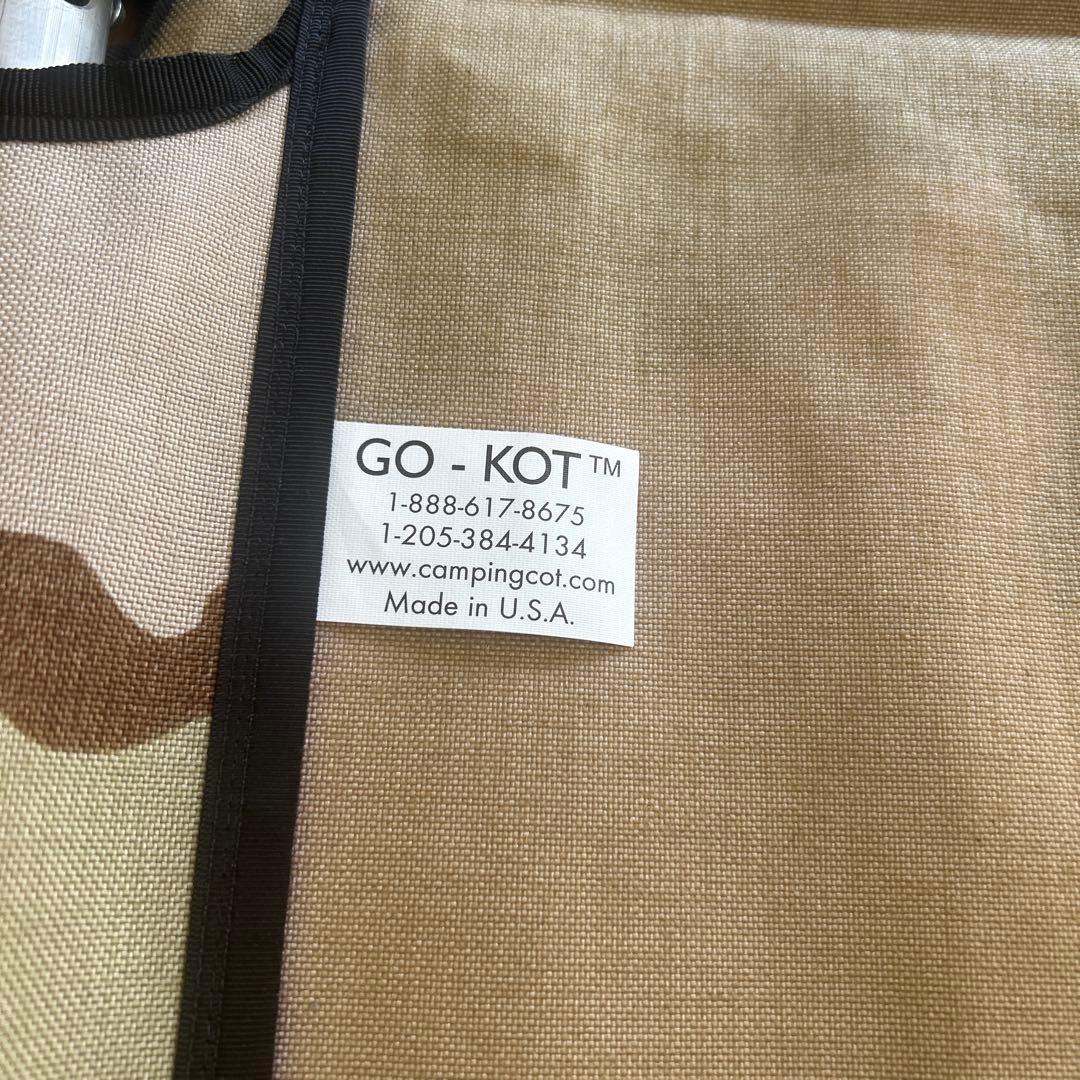 GO - KOT™
1-888-617-8675
1-205-384-4134
www.campingcot.com
Made in U.S.A.